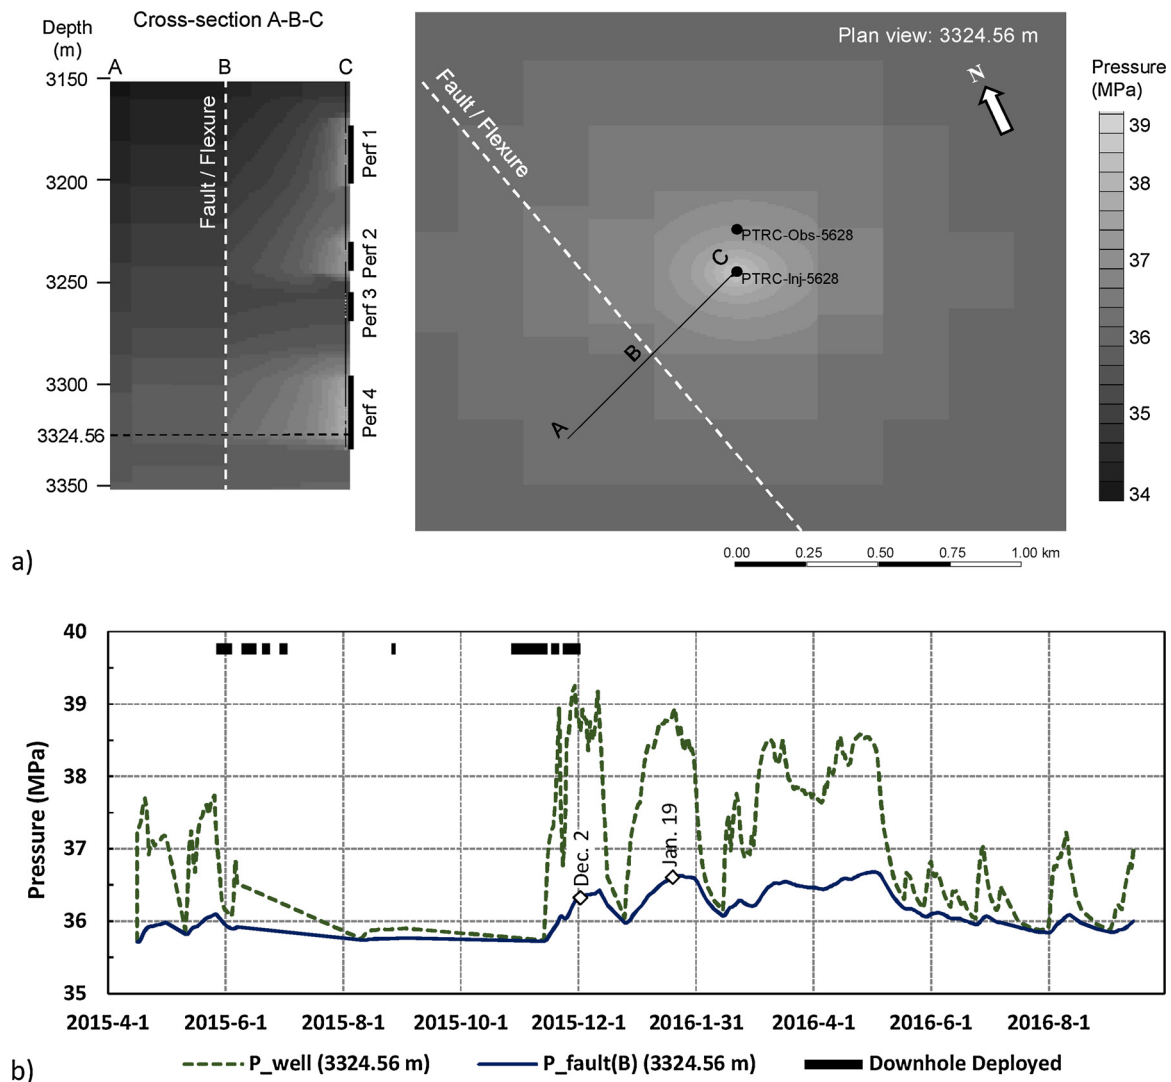 Cross-section A-B-C
Depth
(m)
A B C
3150
3200
3250
3300
3324.56
3350
Fault / Flexure
Perf 1
Perf 2
Perf 3
Perf 4
Plan view: 3324.56 m
N
Fault / Flexure
PTRC-Obs-5628
C
PTRC-Inj-5628
B
A
Pressure
(MPa)
39
38
37
36
35
34
0.00 0.25 0.50 0.75 1.00 km
a)
40
39
38
37
36
35
Pressure (MPa)
Dec. 2
Jan. 19
2015-4-1 2015-6-1 2015-8-1 2015-10-1 2015-12-1 2016-1-31 2016-4-1 2016-6-1 2016-8-1
P_well (3324.56 m) P_fault(B) (3324.56 m) Downhole Deployed
b)